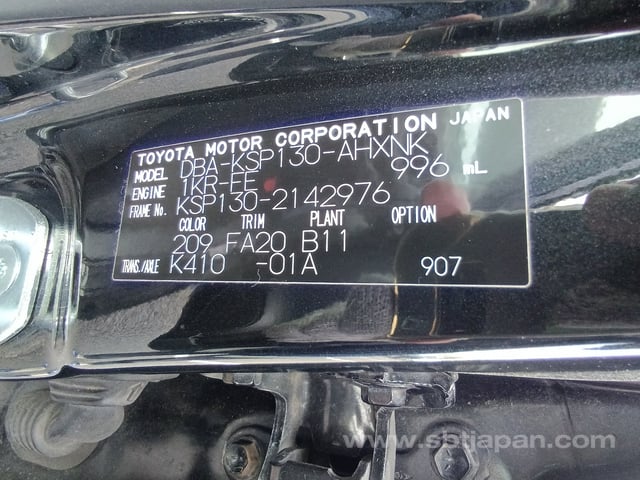 TOYOTA MOTOR CORPORATION JAPAN
MODEL DBA-KSP130-AHXNK
ENGINE 1KR-FE 996 mL
FRAME No. KSP130-2142976
COLOR TRIM PLANT OPTION
209 FA20 B11
TRANS./AXLE K410 -01A 907
www.sbtjapan.com